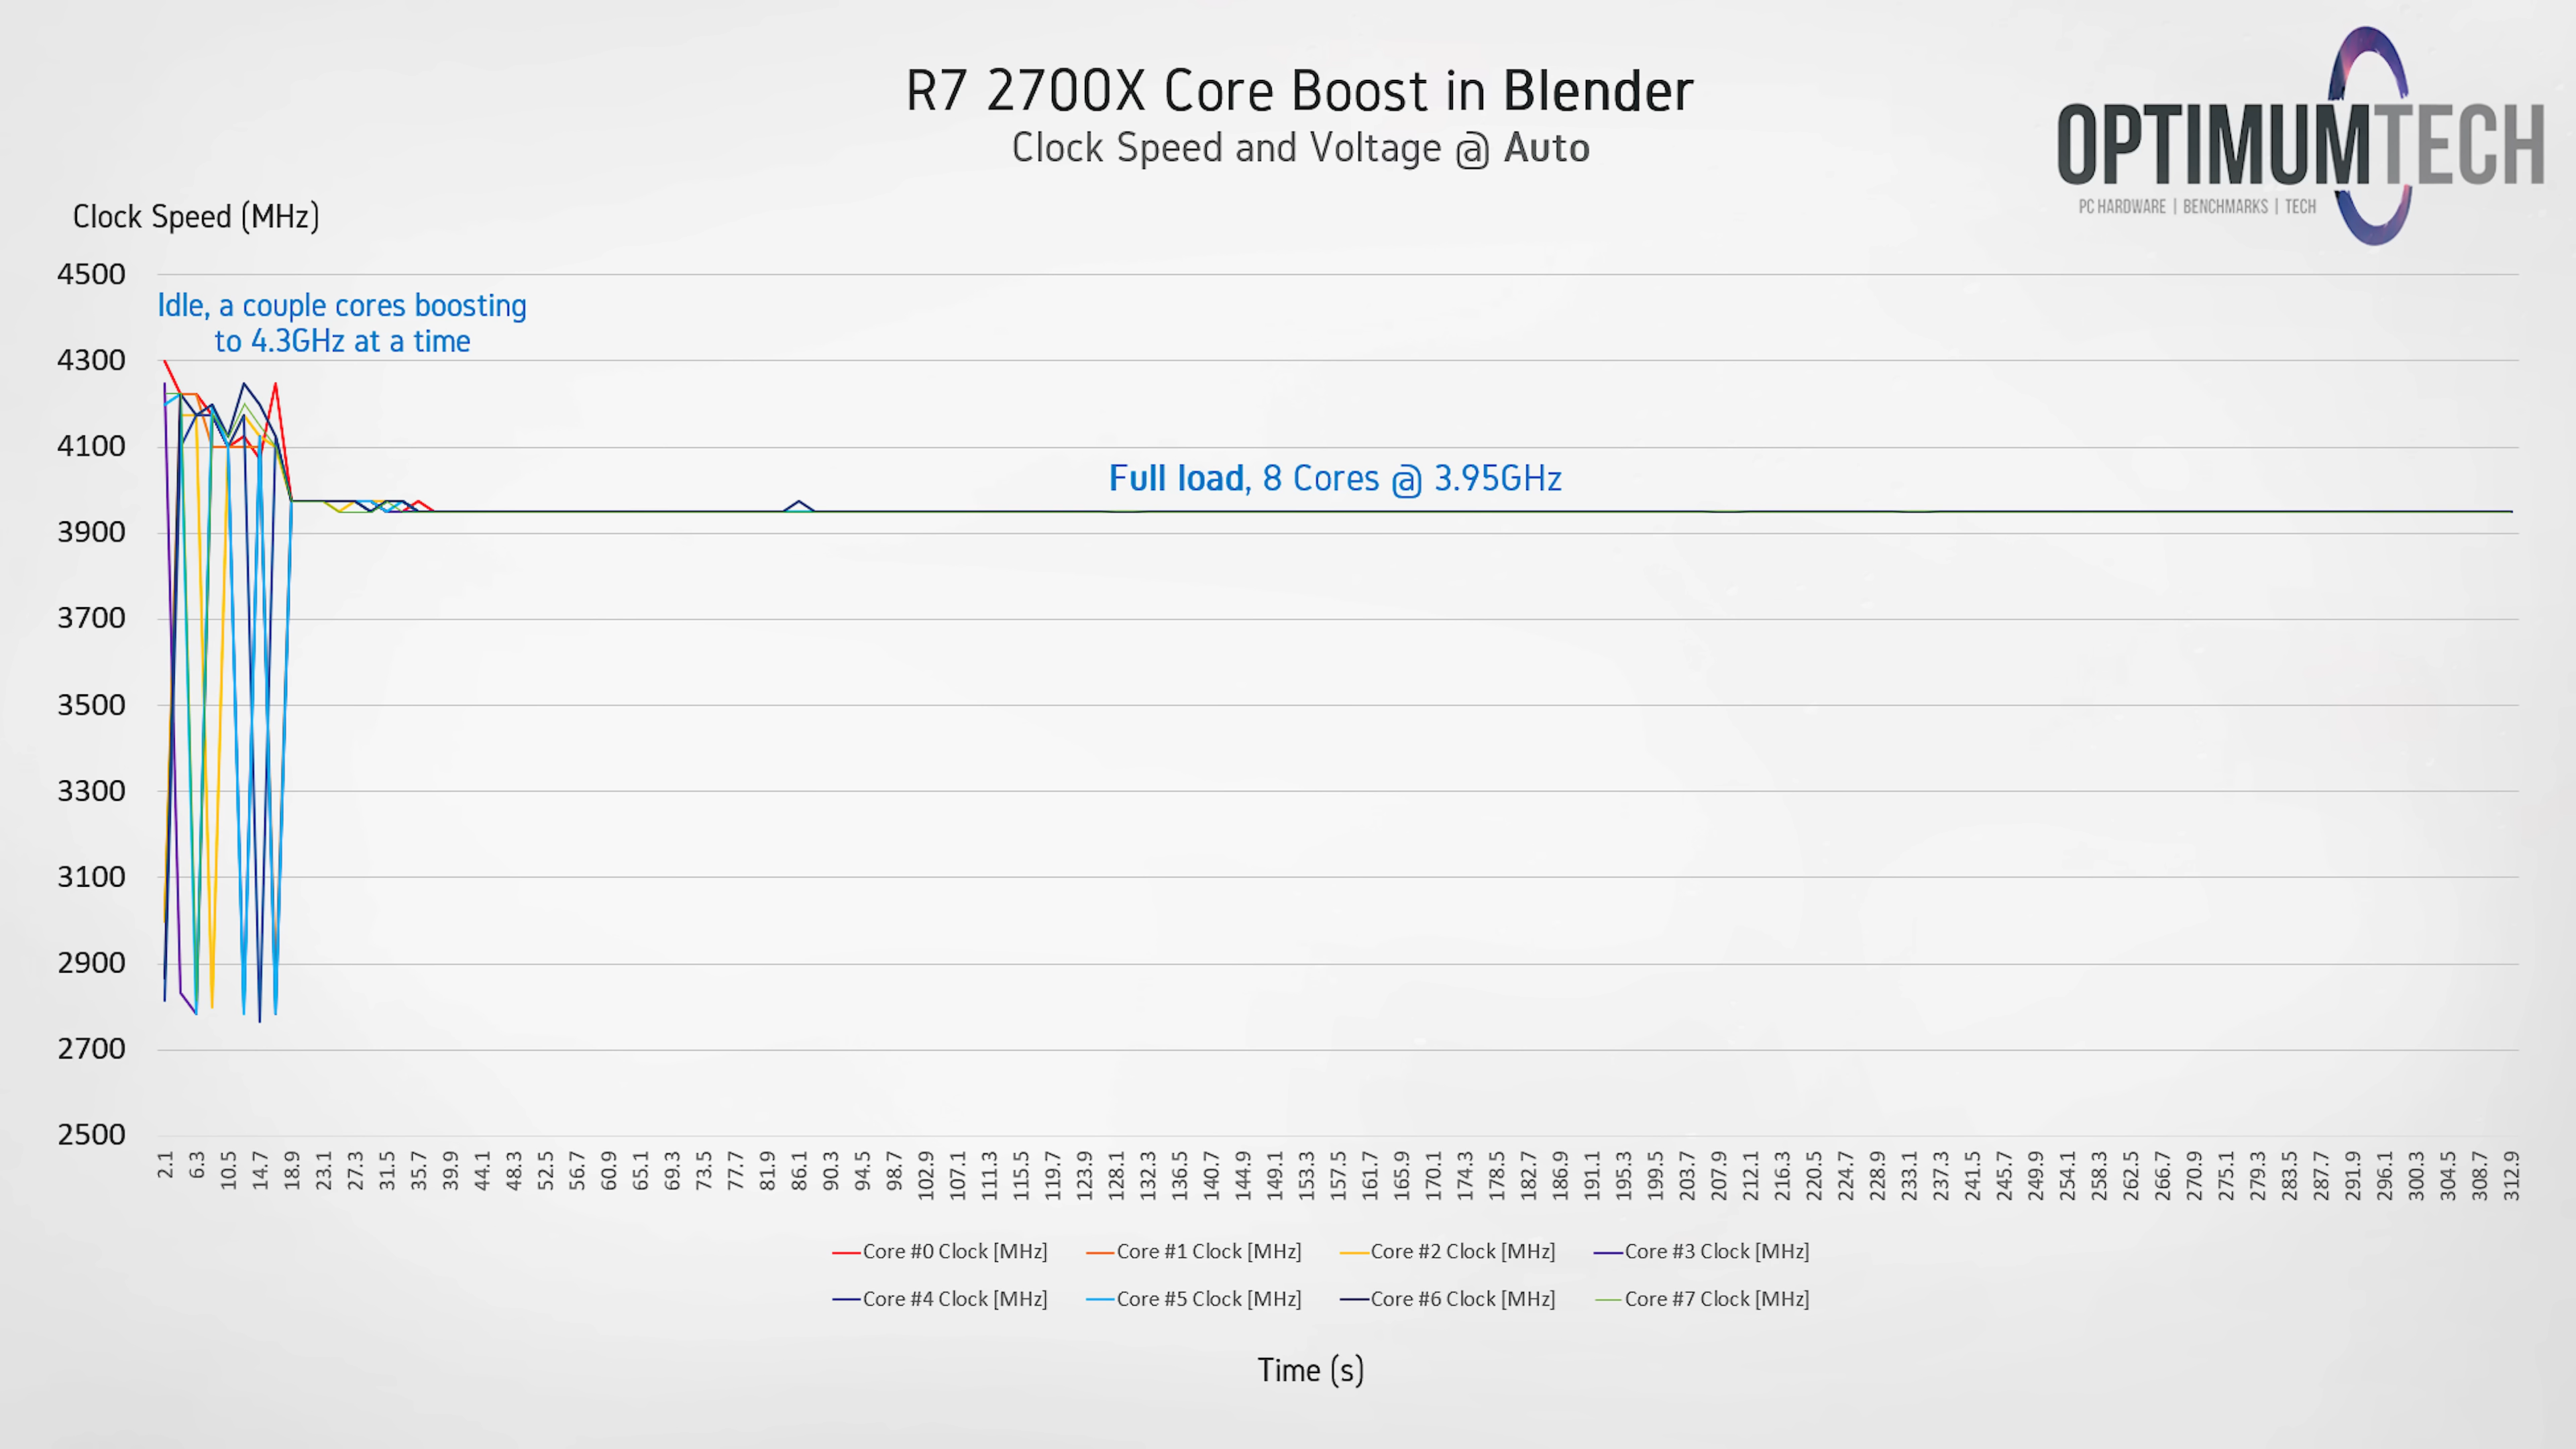 R7 2700X Core Boost in Blender
Clock Speed and Voltage @ Auto
OPTIMUMTECH
PC HARDWARE | BENCHMARKS | TECH
Clock Speed (MHz)
4500
Idle, a couple cores boosting
to 4.3GHz at a time
4300
4100
Full load, 8 Cores @ 3.95GHz
3900
3700
3500
3300
3100
2900
2700
2500
2.1 6.3 10.5 14.7 18.9 23.1 27.3 31.5 35.7 39.9 44.1 48.3 52.5 56.7 60.9 65.1 69.3 73.5 77.7 81.9 86.1 90.3 94.5 98.7 102.9 107.1 111.3 115.5 119.7 123.9 128.1 132.3 136.5 140.7 144.9 149.1 153.3 157.5 161.7 165.9 170.1 174.3 178.5 182.7 186.9 191.1 195.3 199.5 203.7 207.9 212.1 216.3 220.5 224.7 228.9 233.1 237.3 241.5 245.7 249.9 254.1 258.3 262.5 266.7 270.9 275.1 279.3 283.5 287.7 291.9 296.1 300.3 304.5 308.7 312.9
Core #0 Clock [MHz] Core #1 Clock [MHz] Core #2 Clock [MHz] Core #3 Clock [MHz]
Core #4 Clock [MHz] Core #5 Clock [MHz] Core #6 Clock [MHz] Core #7 Clock [MHz]
Time (s)